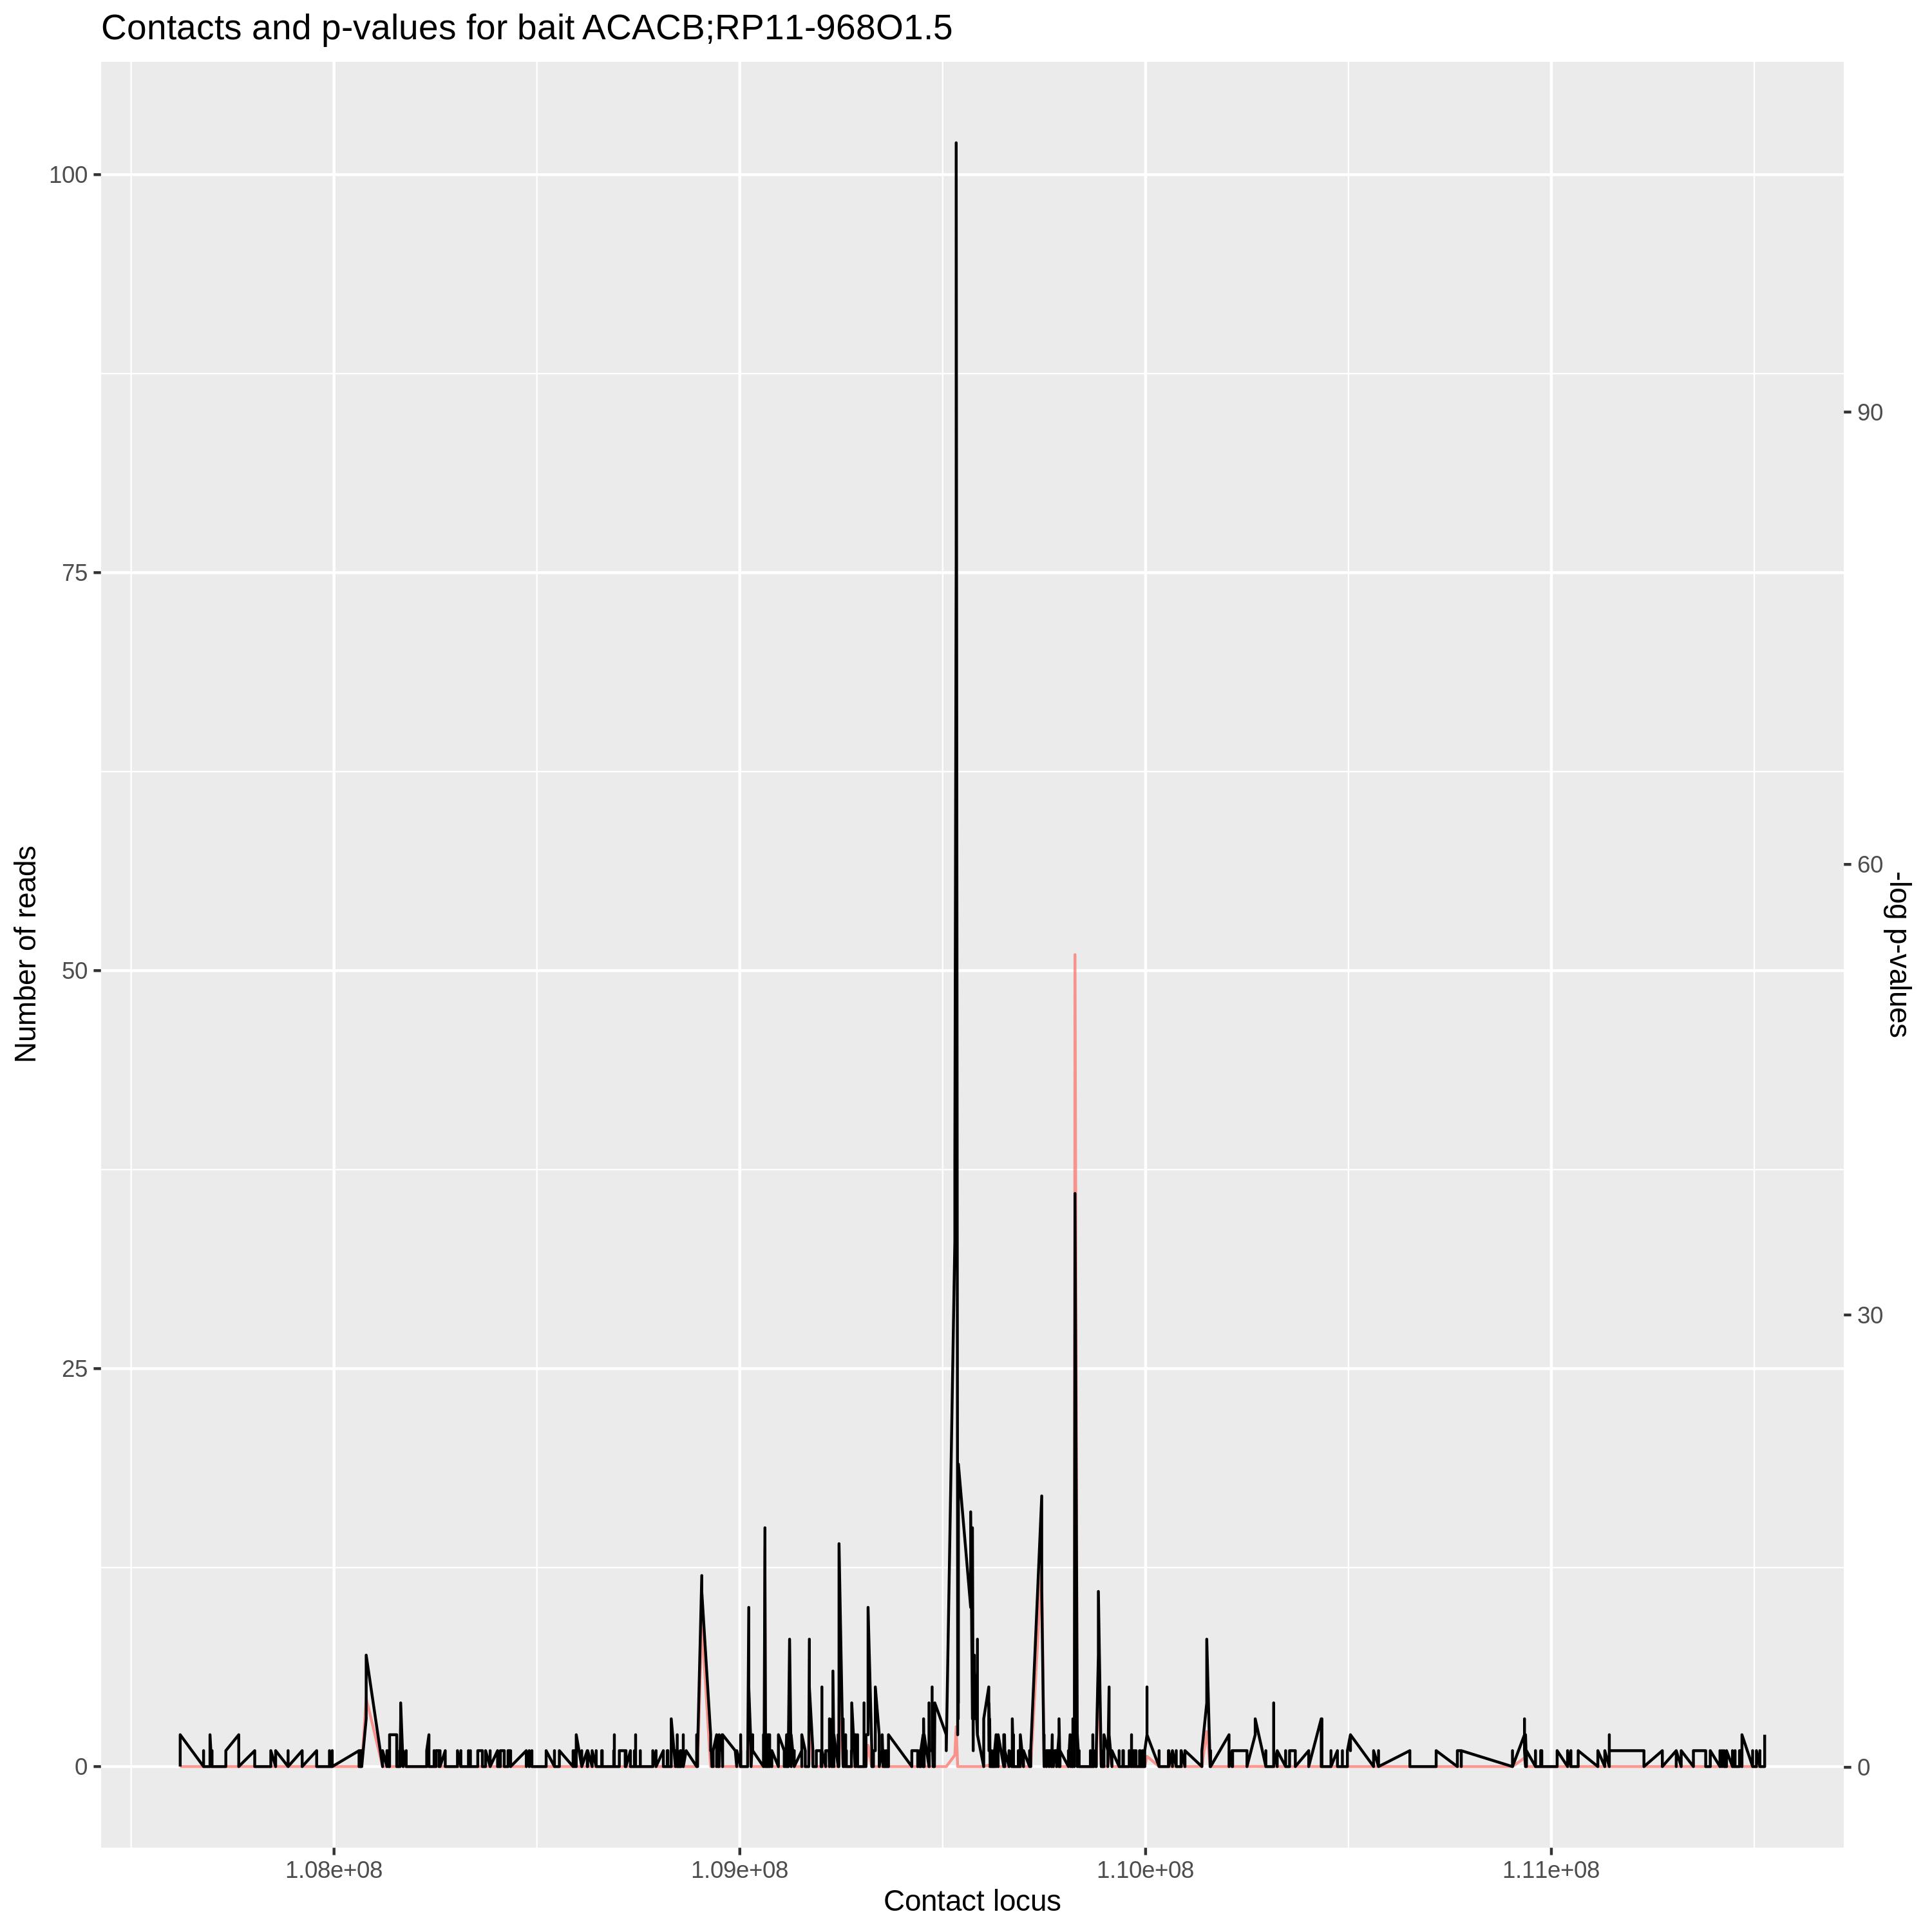 Contacts and p-values for bait ACACB;RP11-968O1.5
100
75
50
25
0
Number of reads
90
60
30
0
-log p-values
1.08e+08
1.09e+08
1.10e+08
1.11e+08
Contact locus